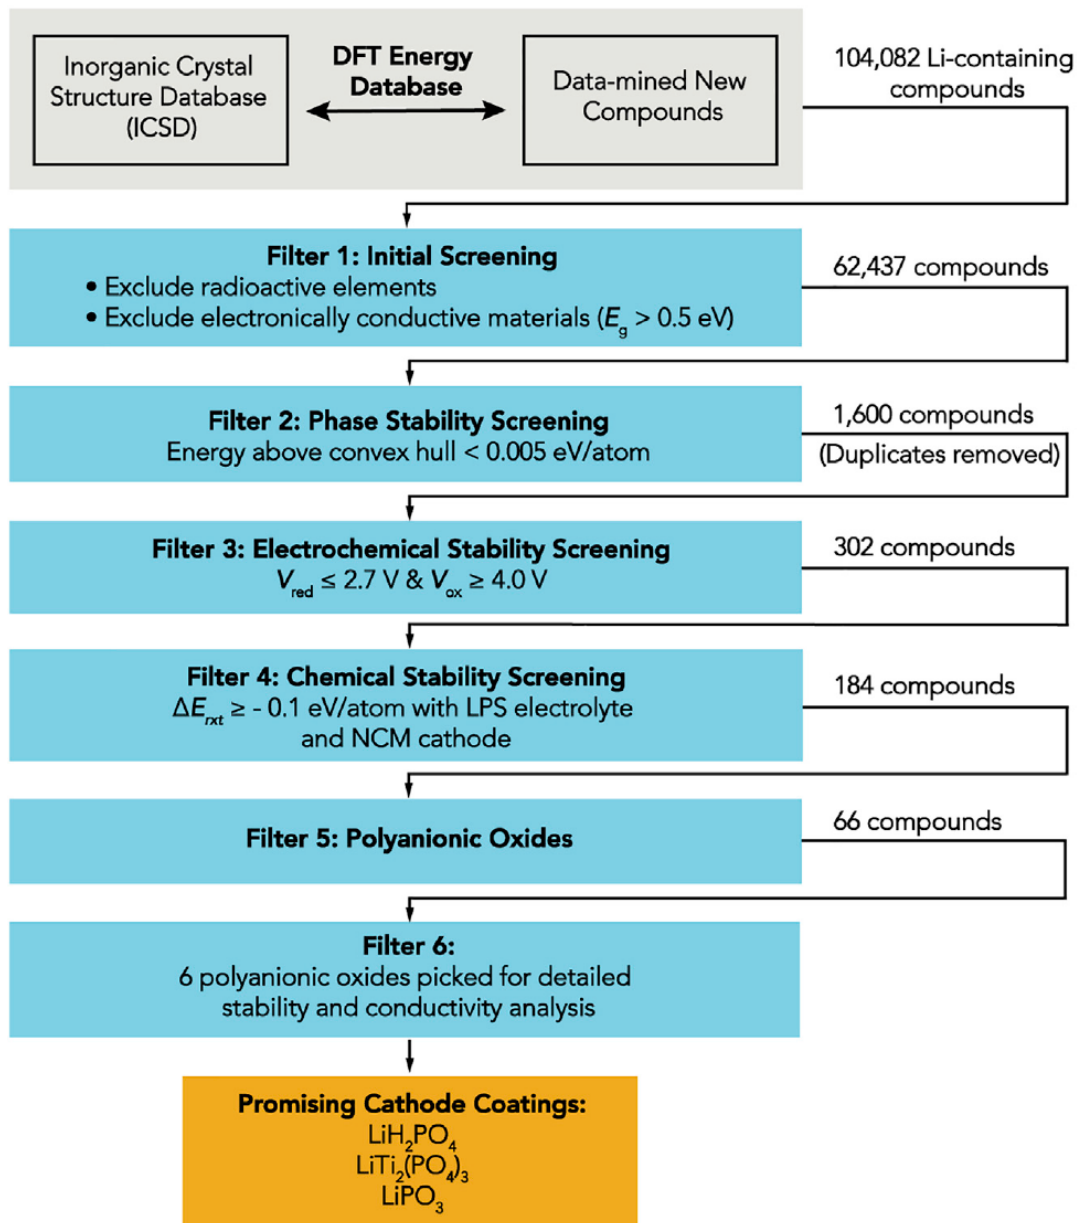 Inorganic Crystal
Structure Database
(ICSD)
DFT Energy
Database
Data-mined New
Compounds
104,082 Li-containing
compounds
Filter 1: Initial Screening
• Exclude radioactive elements
• Exclude electronically conductive materials (Eg > 0.5 eV)
62,437 compounds
Filter 2: Phase Stability Screening
Energy above convex hull < 0.005 eV/atom
1,600 compounds
(Duplicates removed)
Filter 3: Electrochemical Stability Screening
Vred ≤ 2.7 V & Vox ≥ 4.0 V
302 compounds
Filter 4: Chemical Stability Screening
ΔErxt ≥ - 0.1 eV/atom with LPS electrolyte
and NCM cathode
184 compounds
Filter 5: Polyanionic Oxides
66 compounds
Filter 6:
6 polyanionic oxides picked for detailed
stability and conductivity analysis
Promising Cathode Coatings:
LiH₂PO₄
LiTi₂(PO₄)₃
LiPO₃